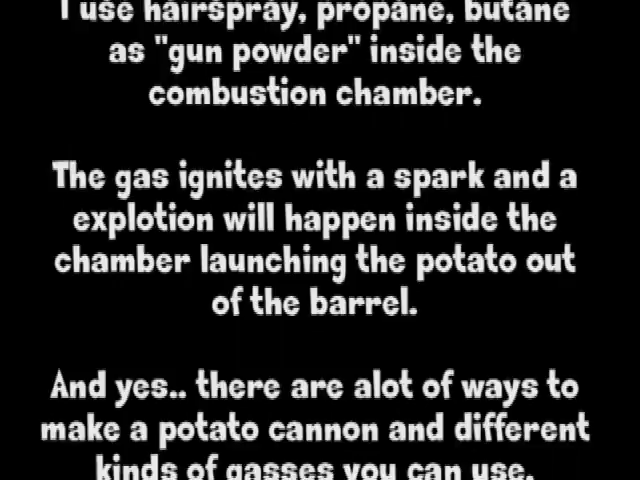 I use hairspray, propane, butane
as "gun powder" inside the
combustion chamber.
The gas ignites with a spark and a
explotion will happen inside the
chamber launching the potato out
of the barrel.
And yes.. there are alot of ways to
make a potato cannon and different
kinds of gasses you can use.